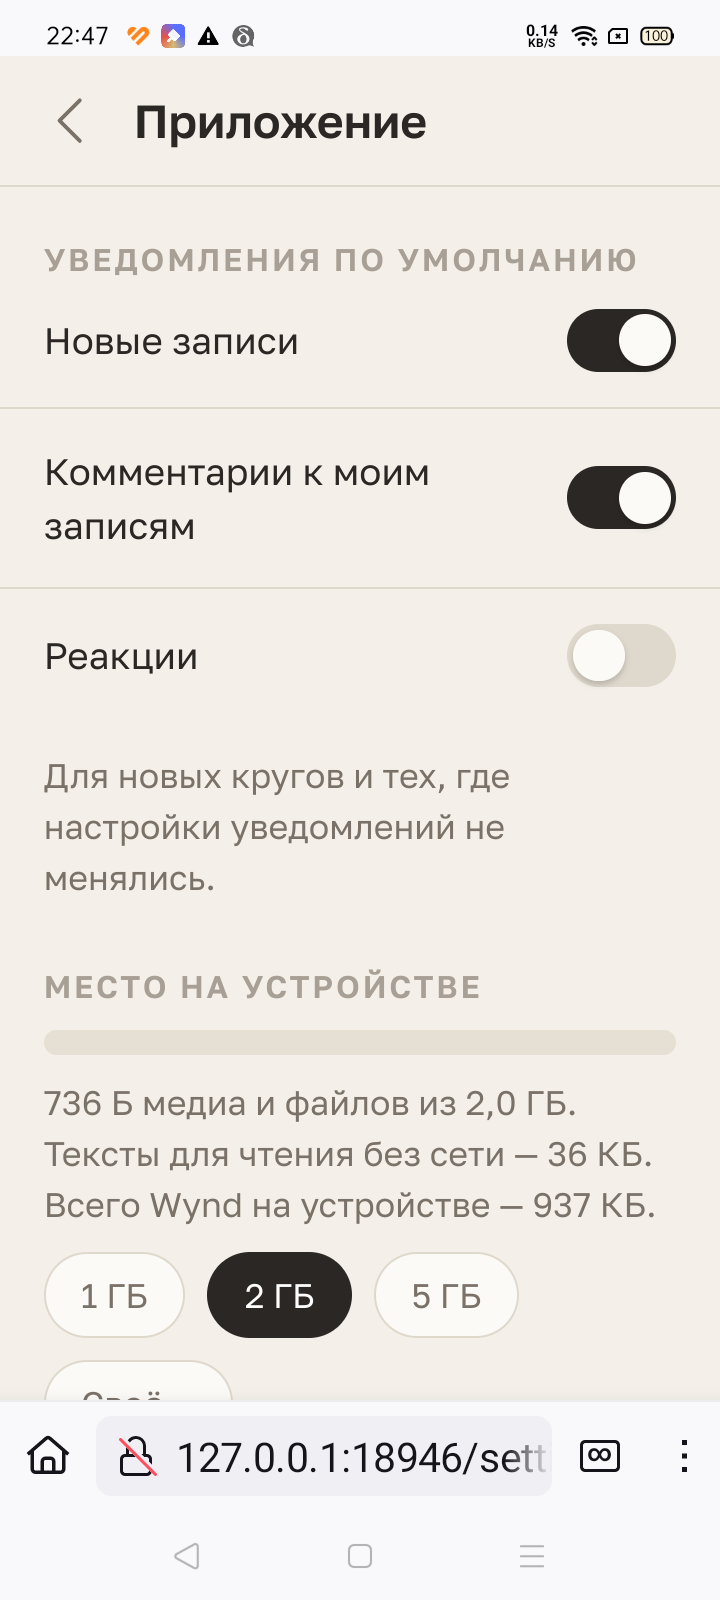 22:47
0.14
KB/S
100
Приложение
УВЕДОМЛЕНИЯ ПО УМОЛЧАНИЮ
Новые записи
Комментарии к моим
записям
Реакции
Для новых кругов и тех, где
настройки уведомлений не
менялись.
МЕСТО НА УСТРОЙСТВЕ
736 Б медиа и файлов из 2,0 ГБ.
Тексты для чтения без сети — 36 КБ.
Всего Wynd на устройстве — 937 КБ.
1 ГБ 2 ГБ 5 ГБ
127.0.0.1:18946/sett